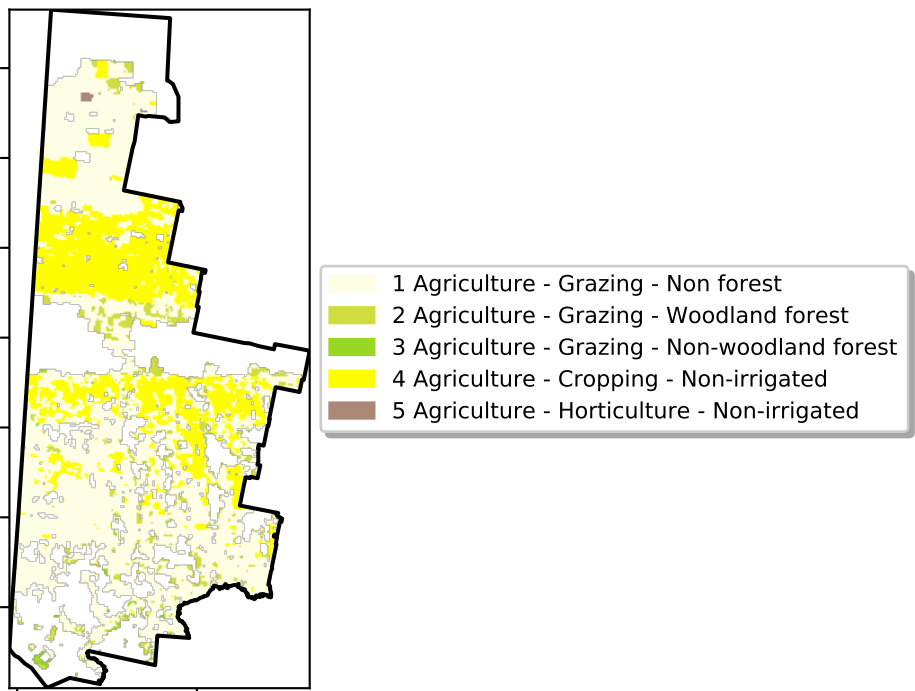 1 Agriculture - Grazing - Non forest
2 Agriculture - Grazing - Woodland forest
3 Agriculture - Grazing - Non-woodland forest
4 Agriculture - Cropping - Non-irrigated
5 Agriculture - Horticulture - Non-irrigated